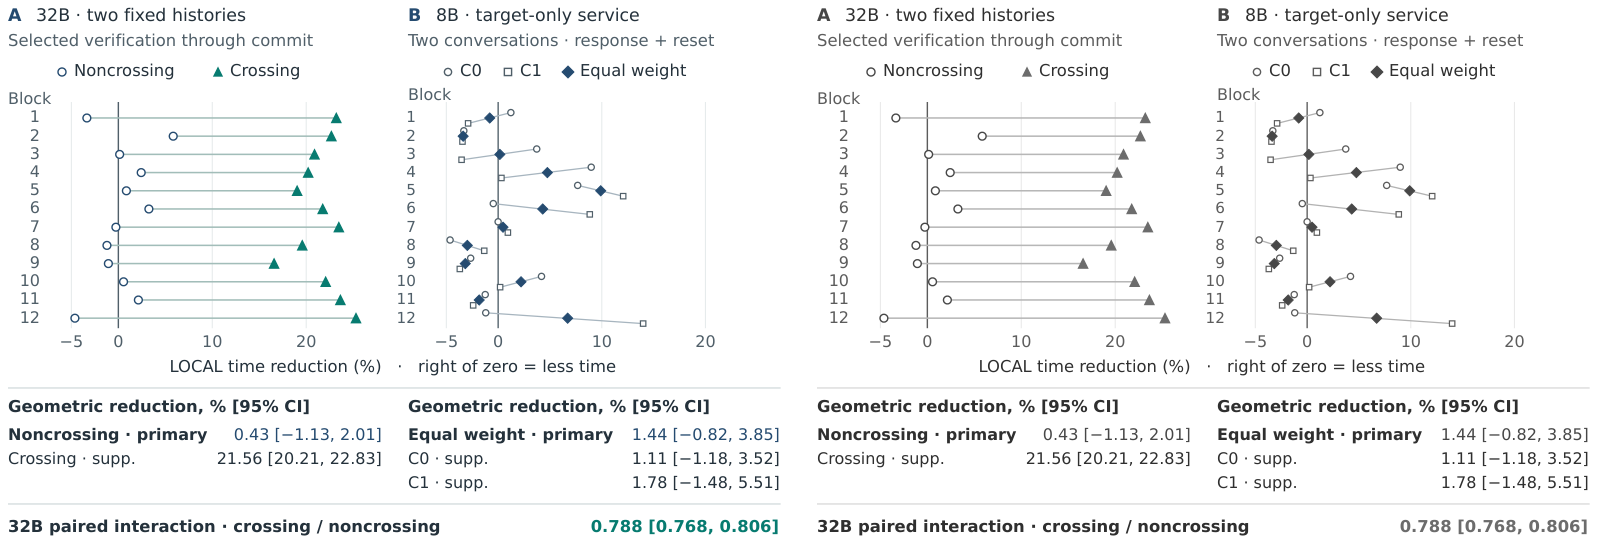 A 32B · two fixed histories
Selected verification through commit
Noncrossing Crossing
Block
1
2
3
4
5
6
7
8
9
10
11
12
−5 0 10 20
B 8B · target-only service
Two conversations · response + reset
C0 C1 Equal weight
Block
1
2
3
4
5
6
7
8
9
10
11
12
−5 0 10 20
LOCAL time reduction (%) · right of zero = less time
Geometric reduction, % [95% CI]
Noncrossing · primary 0.43 [−1.13, 2.01]
Crossing · supp. 21.56 [20.21, 22.83]
Geometric reduction, % [95% CI]
Equal weight · primary 1.44 [−0.82, 3.85]
C0 · supp. 1.11 [−1.18, 3.52]
C1 · supp. 1.78 [−1.48, 5.51]
32B paired interaction · crossing / noncrossing 0.788 [0.768, 0.806]
A 32B · two fixed histories
Selected verification through commit
Noncrossing Crossing
Block
1
2
3
4
5
6
7
8
9
10
11
12
−5 0 10 20
B 8B · target-only service
Two conversations · response + reset
C0 C1 Equal weight
Block
1
2
3
4
5
6
7
8
9
10
11
12
−5 0 10 20
LOCAL time reduction (%) · right of zero = less time
Geometric reduction, % [95% CI]
Noncrossing · primary 0.43 [−1.13, 2.01]
Crossing · supp. 21.56 [20.21, 22.83]
Geometric reduction, % [95% CI]
Equal weight · primary 1.44 [−0.82, 3.85]
C0 · supp. 1.11 [−1.18, 3.52]
C1 · supp. 1.78 [−1.48, 5.51]
32B paired interaction · crossing / noncrossing 0.788 [0.768, 0.806]